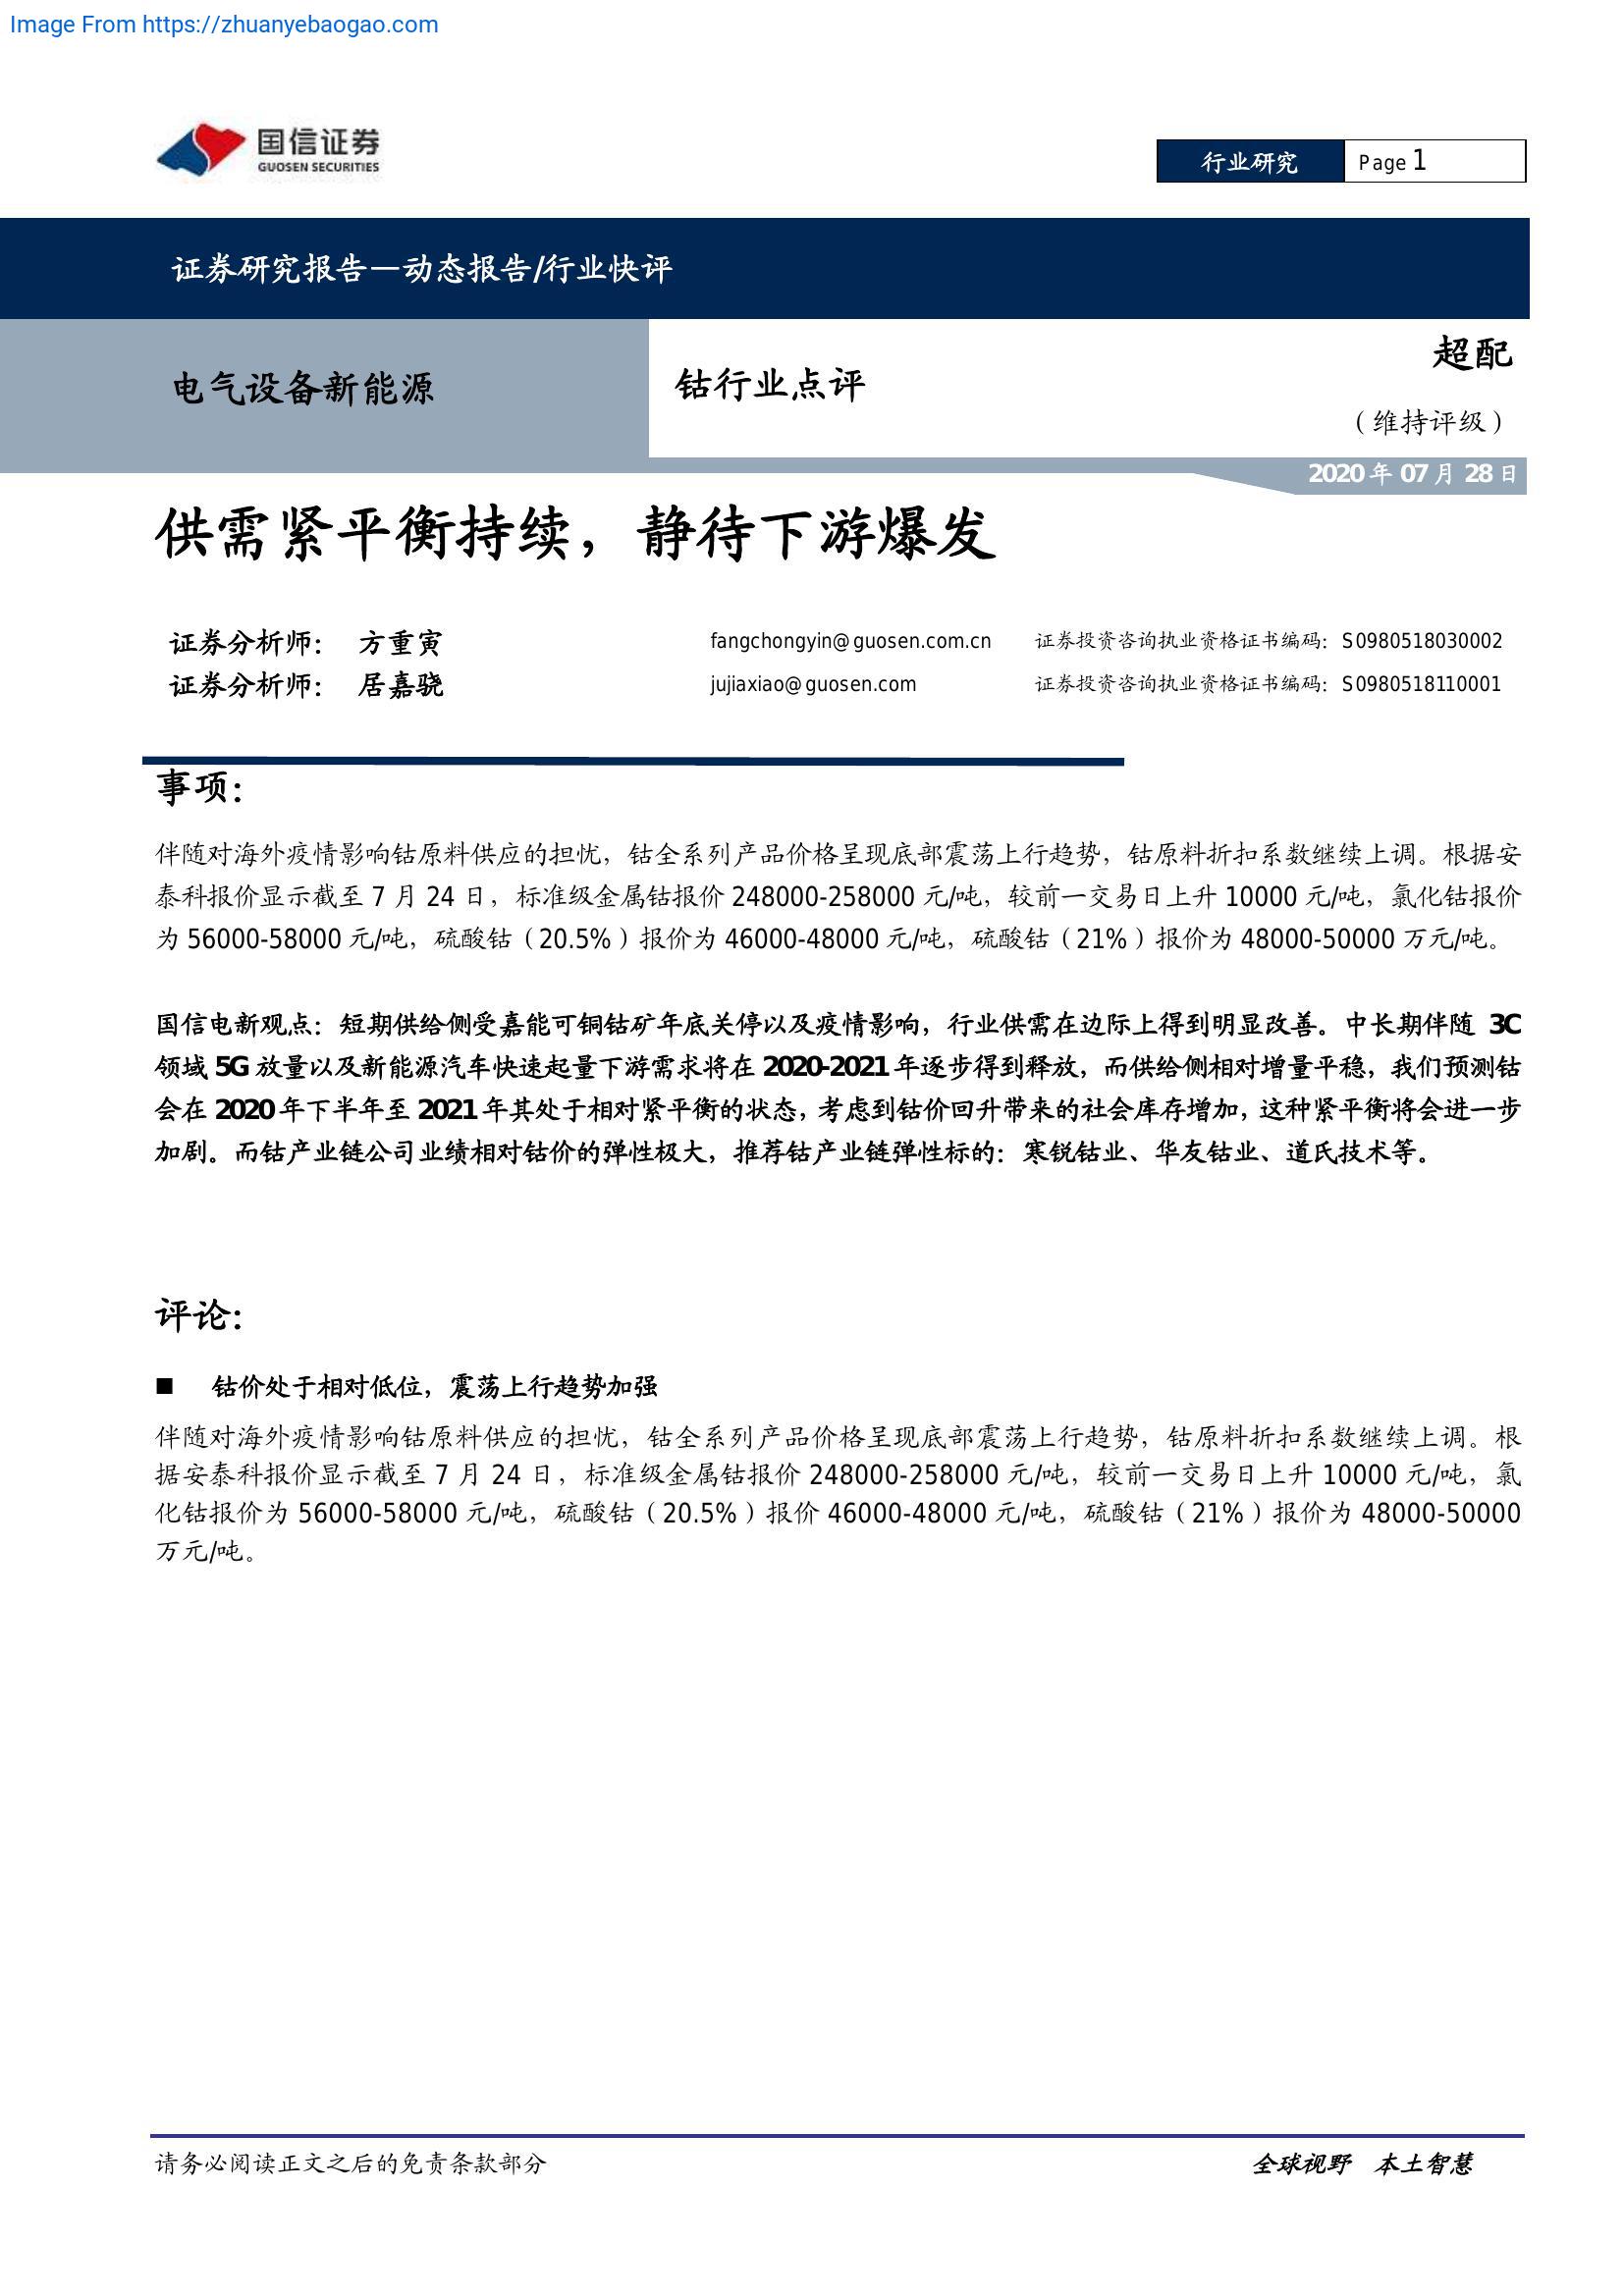 Image From https://zhuanyebaogao.com
国信证券
GUOSEN SECURITIES
行业研究 Page 1
证券研究报告—动态报告/行业快评
电气设备新能源
钴行业点评
超配
（维持评级）
2020 年 07 月 28 日
供需紧平衡持续，静待下游爆发
证券分析师： 方重寅 fangchongyin@guosen.com.cn 证券投资咨询执业资格证书编码：S0980518030002
证券分析师： 居嘉骁 jujiaxiao@guosen.com 证券投资咨询执业资格证书编码：S0980518110001
事项：
伴随对海外疫情影响钴原料供应的担忧，钴全系列产品价格呈现底部震荡上行趋势，钴原料折扣系数继续上调。根据安
泰科报价显示截至 7 月 24 日，标准级金属钴报价 248000-258000 元/吨，较前一交易日上升 10000 元/吨，氯化钴报价
为 56000-58000 元/吨，硫酸钴（20.5%）报价为 46000-48000 元/吨，硫酸钴（21%）报价为 48000-50000 万元/吨。
国信电新观点：短期供给侧受嘉能可铜钴矿年底关停以及疫情影响，行业供需在边际上得到明显改善。中长期伴随 3C
领域 5G 放量以及新能源汽车快速起量下游需求将在 2020-2021 年逐步得到释放，而供给侧相对增量平稳，我们预测钴
会在 2020 年下半年至 2021 年其处于相对紧平衡的状态，考虑到钴价回升带来的社会库存增加，这种紧平衡将会进一步
加剧。而钴产业链公司业绩相对钴价的弹性极大，推荐钴产业链弹性标的：寒锐钴业、华友钴业、道氏技术等。
评论：
■ 钴价处于相对低位，震荡上行趋势加强
伴随对海外疫情影响钴原料供应的担忧，钴全系列产品价格呈现底部震荡上行趋势，钴原料折扣系数继续上调。根
据安泰科报价显示截至 7 月 24 日，标准级金属钴报价 248000-258000 元/吨，较前一交易日上升 10000 元/吨，氯
化钴报价为 56000-58000 元/吨，硫酸钴（20.5%）报价 46000-48000 元/吨，硫酸钴（21%）报价为 48000-50000
万元/吨。
请务必阅读正文之后的免责条款部分
全球视野 本土智慧